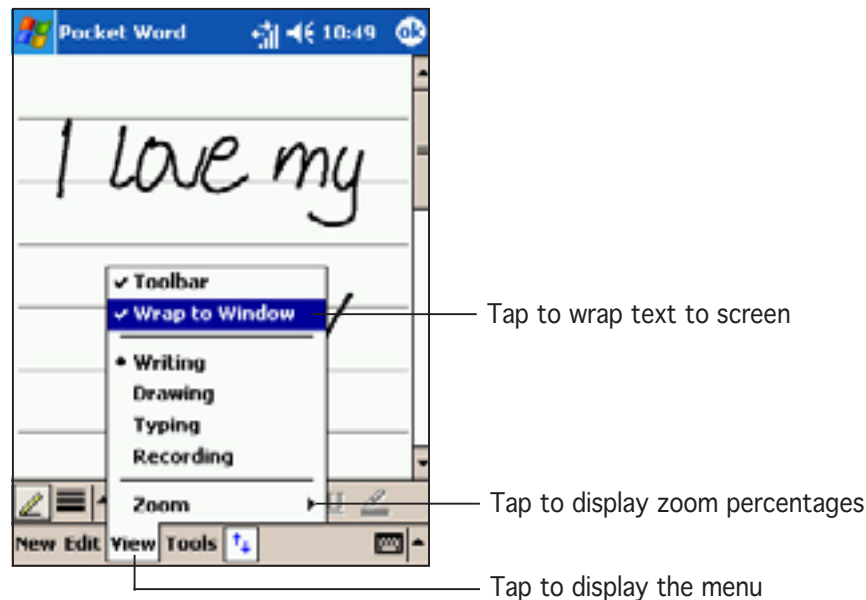 Pocket Word 10:49 ok
I love my
Toolbar
Wrap to Window
Tap to wrap text to screen
Writing
Drawing
Typing
Recording
Zoom
Tap to display zoom percentages
New Edit View Tools
Tap to display the menu